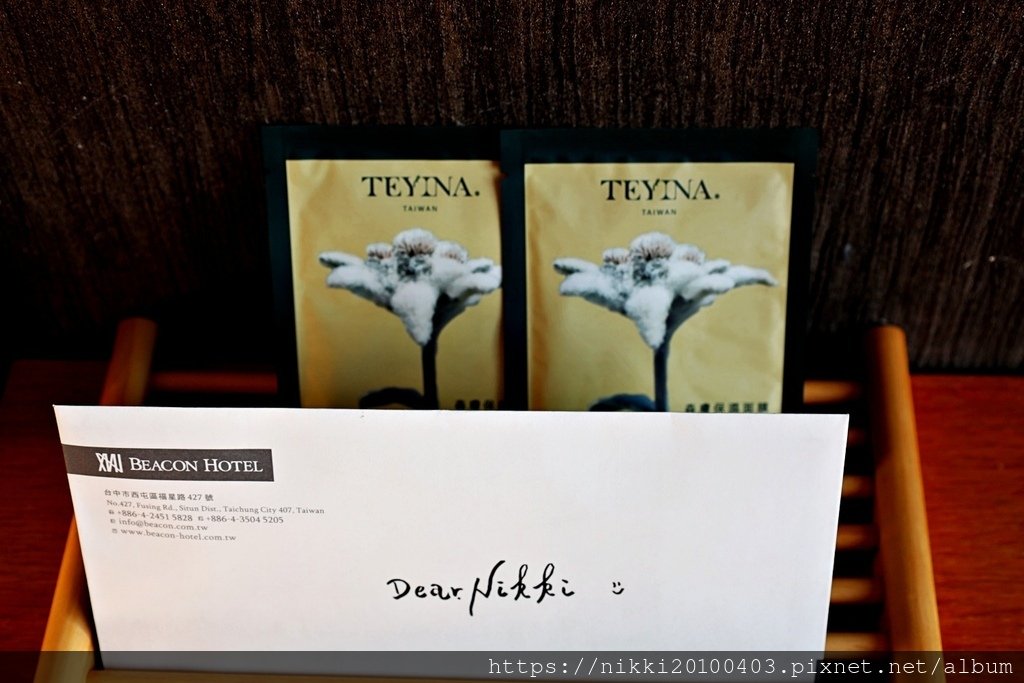 TEYINA.
TAIWAN
TEYINA.
TAIWAN
BEACON HOTEL
台中市西屯區福星路427號
No.427, Fusing Rd., Situn Dist., Taichung City 407, Taiwan
+886-4-2451 5828 +886-4-3504 5205
info@beacon.com.tw
www.beacon-hotel.com.tw
Dear. Nikki :)
https://nikki20100403.pixnet.net/album